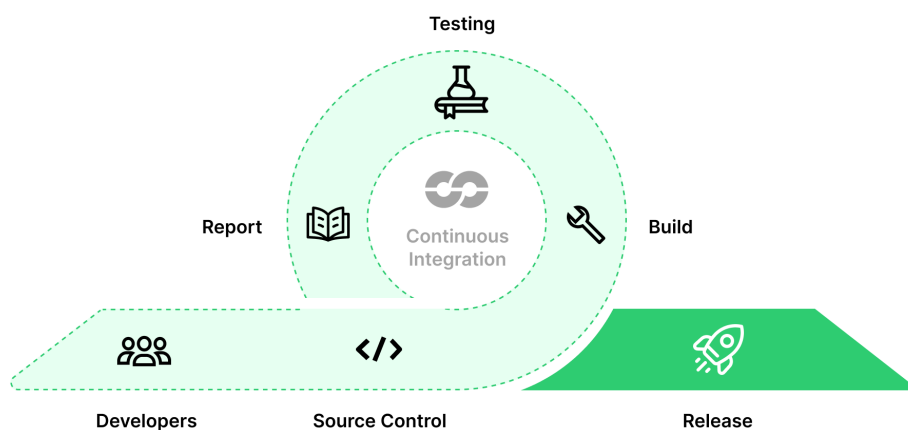 Testing
Report
Continuous
Integration
Build
Developers
Source Control
Release